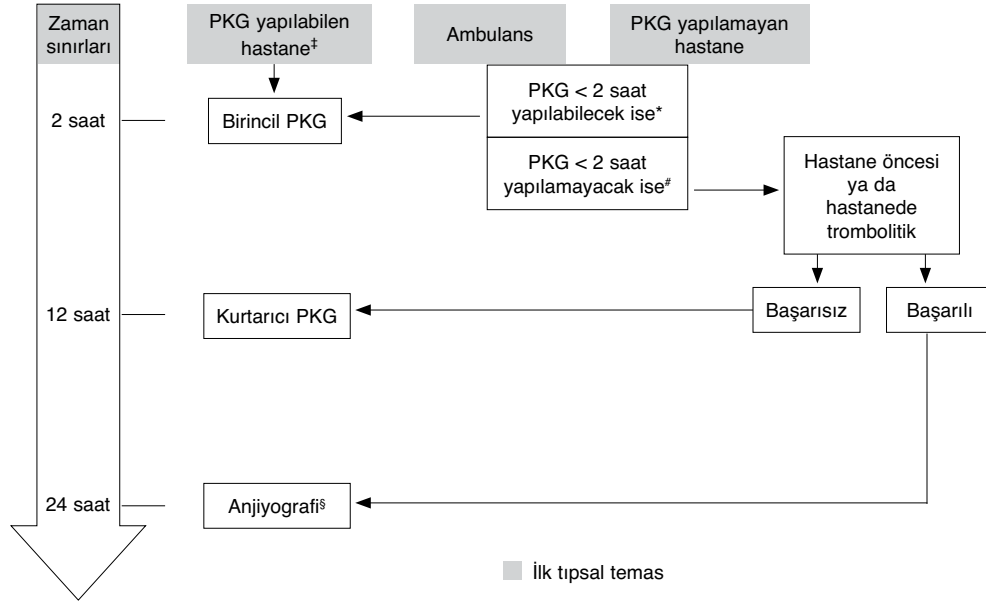 Zaman
sınırları
PKG yapılabilen
hastane‡
Ambulans
PKG yapılamayan
hastane
2 saat
Birincil PKG
PKG < 2 saat
yapılabilecek ise*
PKG < 2 saat
yapılamayacak ise#
Hastane öncesi
ya da
hastanede
trombolitik
12 saat
Kurtarıcı PKG
Başarısız
Başarılı
24 saat
Anjiyografi§
İlk tıpsal temas